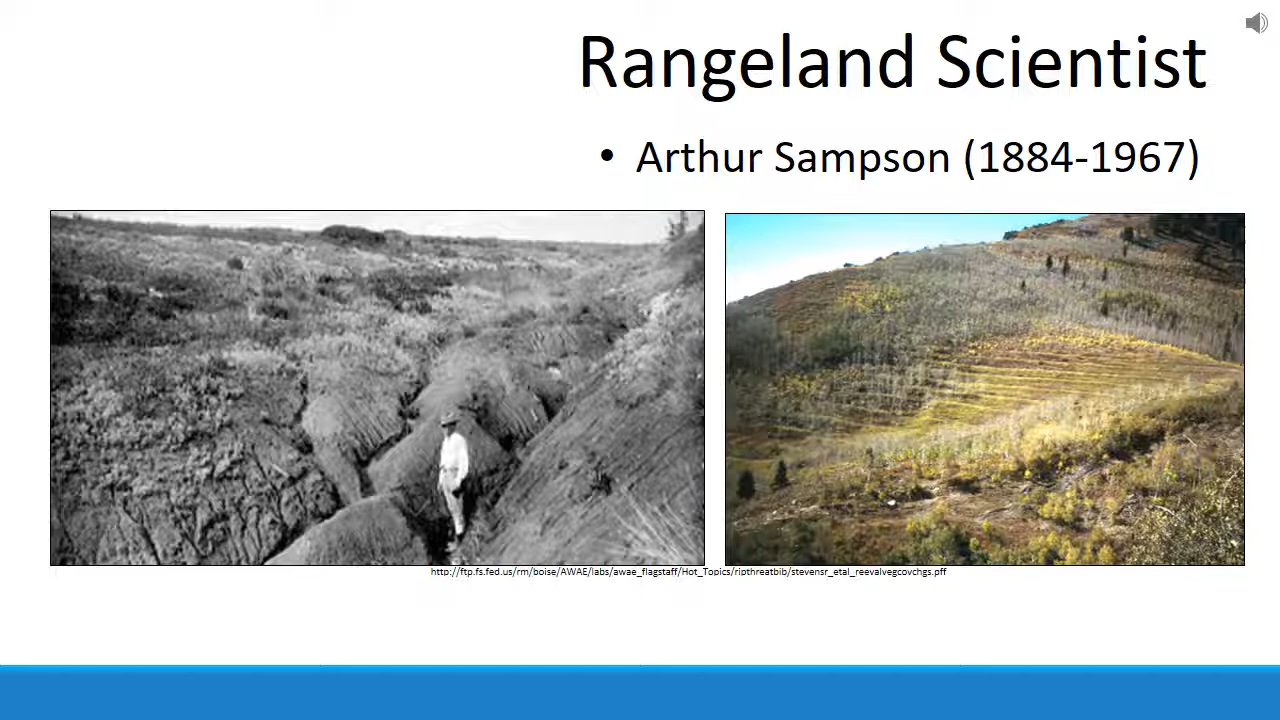 Rangeland Scientist
• Arthur Sampson (1884-1967)
http://ftp.fs.fed.us/rm/boise/AWAE/labs/awae_flagstaff/Hot_Topics/ripthreatbib/stevensr_etal_reevalvegcovchgs.pff